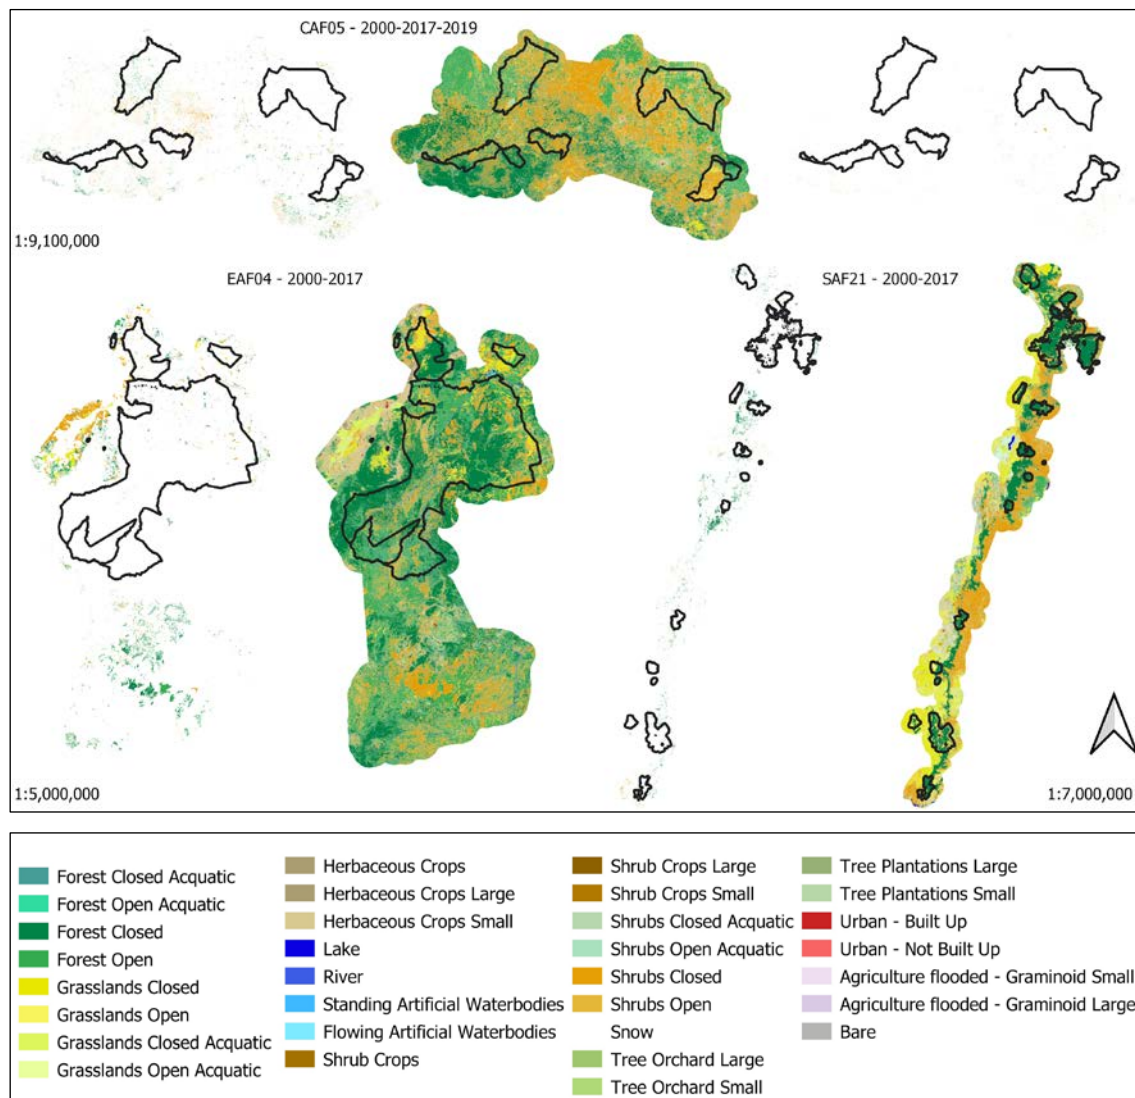 CAF05 - 2000-2017-2019
1:9,100,000
EAF04 - 2000-2017
SAF21 - 2000-2017
1:5,000,000
1:7,000,000
Forest Closed Acquatic
Forest Open Acquatic
Forest Closed
Forest Open
Grasslands Closed
Grasslands Open
Grasslands Closed Acquatic
Grasslands Open Acquatic
Herbaceous Crops
Herbaceous Crops Large
Herbaceous Crops Small
Lake
River
Standing Artificial Waterbodies
Flowing Artificial Waterbodies
Shrub Crops
Shrub Crops Large
Shrub Crops Small
Shrubs Closed Acquatic
Shrubs Open Acquatic
Shrubs Closed
Shrubs Open
Snow
Tree Orchard Large
Tree Orchard Small
Tree Plantations Large
Tree Plantations Small
Urban - Built Up
Urban - Not Built Up
Agriculture flooded - Graminoid Small
Agriculture flooded - Graminoid Large
Bare